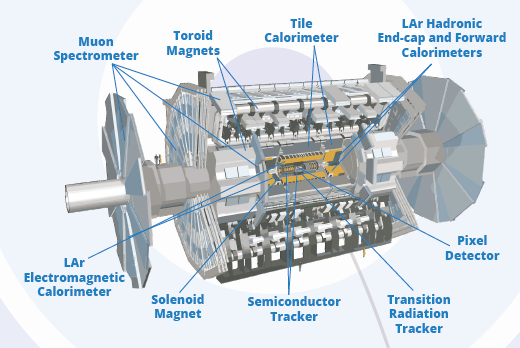 Muon
Spectrometer
Toroid
Magnets
Tile
Calorimeter
LAr Hadronic
End-cap and Forward
Calorimeters
LAr
Electromagnetic
Calorimeter
Solenoid
Magnet
Semiconductor
Tracker
Transition
Radiation
Tracker
Pixel
Detector